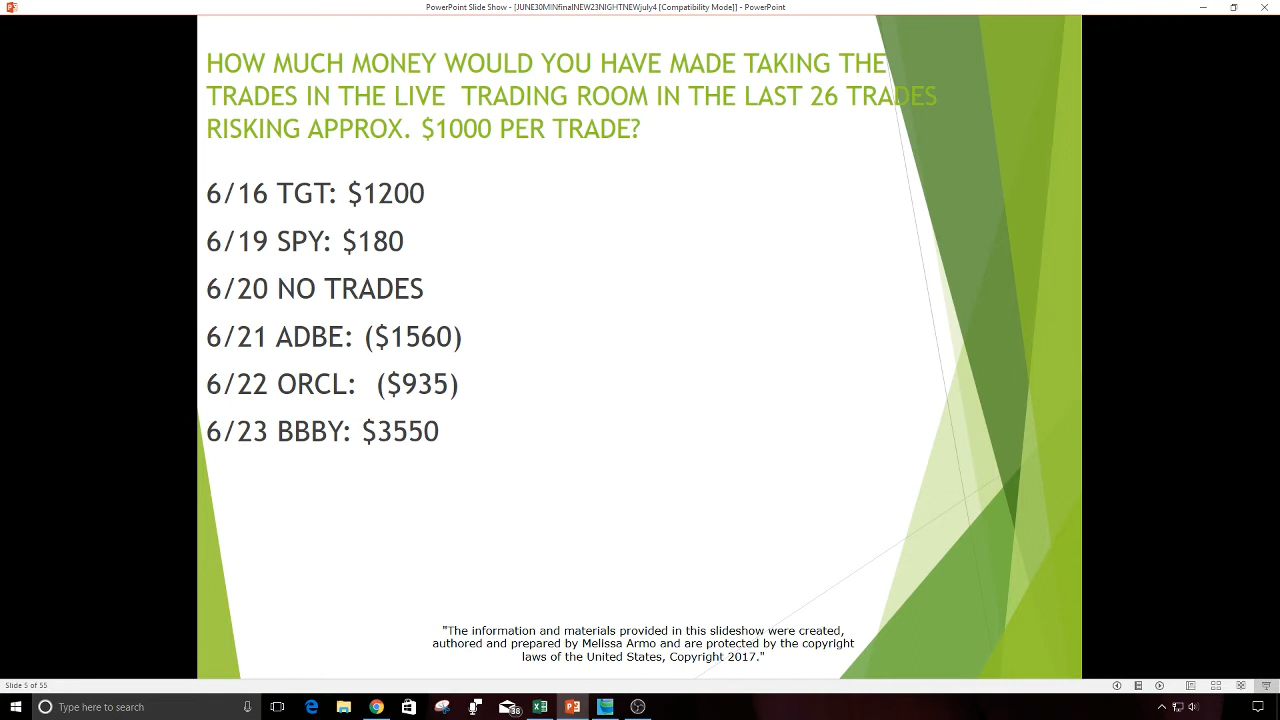 PowerPoint Slide Show - [JUNE30MINfinalNEW23NIGHTNEWjuly4 [Compatibility Mode]] - PowerPoint
HOW MUCH MONEY WOULD YOU HAVE MADE TAKING THE
TRADES IN THE LIVE TRADING ROOM IN THE LAST 26 TRADES
RISKING APPROX. $1000 PER TRADE?
6/16 TGT: $1200
6/19 SPY: $180
6/20 NO TRADES
6/21 ADBE: ($1560)
6/22 ORCL: ($935)
6/23 BBBY: $3550
"The information and materials provided in this slideshow were created,
authored and prepared by Melissa Armo and are protected by the copyright
laws of the United States, Copyright 2017."
Slide 5 of 55
Type here to search
58